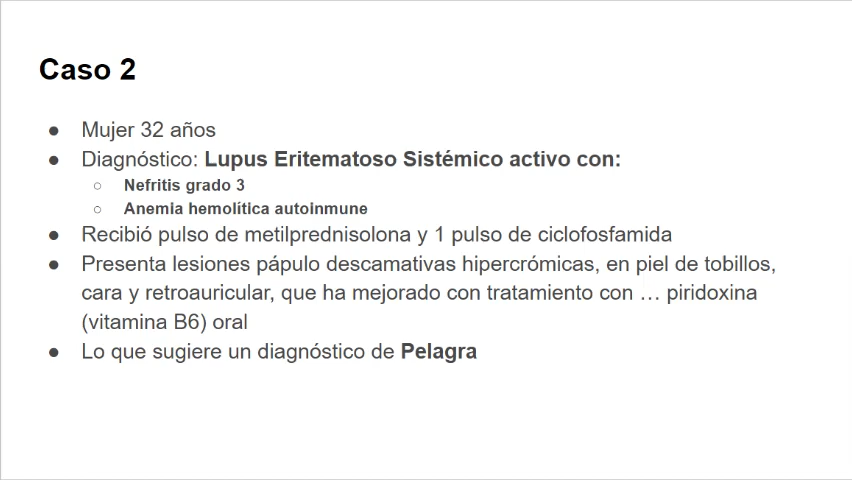 Caso 2
● Mujer 32 años
● Diagnóstico: Lupus Eritematoso Sistémico activo con:
○ Nefritis grado 3
○ Anemia hemolítica autoinmune
● Recibió pulso de metilprednisolona y 1 pulso de ciclofosfamida
● Presenta lesiones pápulo descamativas hipercrómicas, en piel de tobillos,
cara y retroauricular, que ha mejorado con tratamiento con … piridoxina
(vitamina B6) oral
● Lo que sugiere un diagnóstico de Pelagra